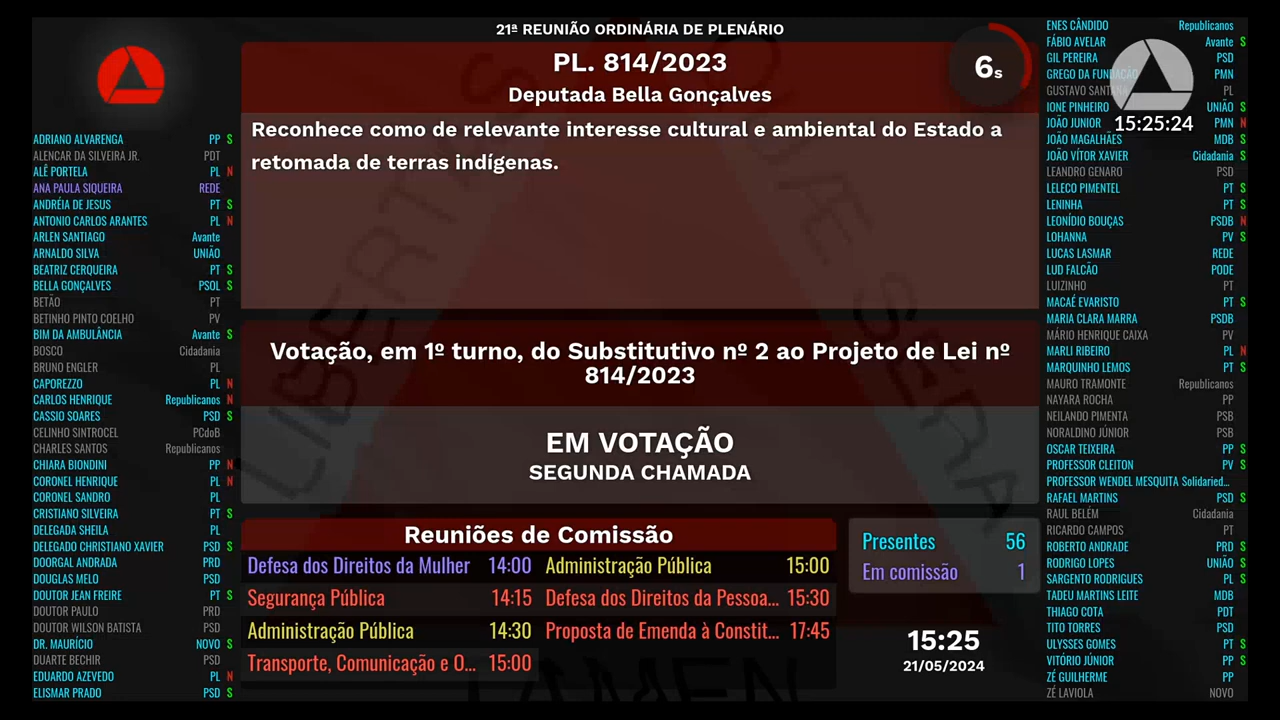 21ª REUNIÃO ORDINÁRIA DE PLENÁRIO
PL. 814/2023
Deputada Bella Gonçalves
6s
15:25:24
Reconhece como de relevante interesse cultural e ambiental do Estado a
retomada de terras indígenas.
Votação, em 1º turno, do Substitutivo nº 2 ao Projeto de Lei nº
814/2023
EM VOTAÇÃO
SEGUNDA CHAMADA
Reuniões de Comissão
Defesa dos Direitos da Mulher 14:00 Administração Pública 15:00
Segurança Pública 14:15 Defesa dos Direitos da Pessoa... 15:30
Administração Pública 14:30 Proposta de Emenda à Constit... 17:45
Transporte, Comunicação e O... 15:00
Presentes 56
Em comissão 1
15:25
21/05/2024
ADRIANO ALVARENGA PP S
ALENCAR DA SILVEIRA JR. PDT
ALÊ PORTELA PL N
ANA PAULA SIQUEIRA REDE
ANDRÉIA DE JESUS PT S
ANTONIO CARLOS ARANTES PL N
ARLEN SANTIAGO Avante
ARNALDO SILVA UNIÃO
BEATRIZ CERQUEIRA PT S
BELLA GONÇALVES PSOL S
BETÃO PT
BETINHO PINTO COELHO PV
BIM DA AMBULÂNCIA Avante S
BOSCO Cidadania
BRUNO ENGLER PL
CAPOREZZO PL N
CARLOS HENRIQUE Republicanos N
CASSIO SOARES PSD S
CELINHO SINTROCEL PCdoB
CHARLES SANTOS Republicanos
CHIARA BIONDINI PP N
CORONEL HENRIQUE PL N
CORONEL SANDRO PL
CRISTIANO SILVEIRA PT S
DELEGADA SHEILA PL
DELEGADO CHRISTIANO XAVIER PSD S
DOORGAL ANDRADA PRD
DOUGLAS MELO PSD
DOUTOR JEAN FREIRE PT S
DOUTOR PAULO PRD
DOUTOR WILSON BATISTA PSD
DR. MAURÍCIO NOVO S
DUARTE BECHIR PSD
EDUARDO AZEVEDO PL N
ELISMAR PRADO PSD S
ENES CÂNDIDO Republicanos
FÁBIO AVELAR Avante S
GIL PEREIRA PSD
GREGO DA FUNDAÇÃO PMN
GUSTAVO SANTANA PL
IONE PINHEIRO UNIÃO S
JOÃO JUNIOR PMN N
JOÃO MAGALHÃES MDB S
JOÃO VÍTOR XAVIER Cidadania S
LEANDRO GENARO PSD
LELECO PIMENTEL PT S
LENINHA PT S
LEONÍDIO BOUÇAS PSDB N
LOHANNA PV S
LUCAS LASMAR REDE
LUD FALCÃO PODE
LUIZINHO PT
MACAÉ EVARISTO PT S
MARIA CLARA MARRA PSDB
MÁRIO HENRIQUE CAIXA PV
MARLI RIBEIRO PL N
MARQUINHO LEMOS PT S
MAURO TRAMONTE Republicanos
NAYARA ROCHA PP
NEILANDO PIMENTA PSB
NORALDINO JÚNIOR PSB
OSCAR TEIXEIRA PP S
PROFESSOR CLEITON PV S
PROFESSOR WENDEL MESQUITA Solidaried...
RAFAEL MARTINS PSD S
RAUL BELÉM Cidadania
RICARDO CAMPOS PT
ROBERTO ANDRADE PRD S
RODRIGO LOPES UNIÃO S
SARGENTO RODRIGUES PL S
TADEU MARTINS LEITE MDB
THIAGO COTA PDT
TITO TORRES PSD
ULYSSES GOMES PT S
VITÓRIO JÚNIOR PP S
ZÉ GUILHERME PP
ZÉ LAVIOLA NOVO